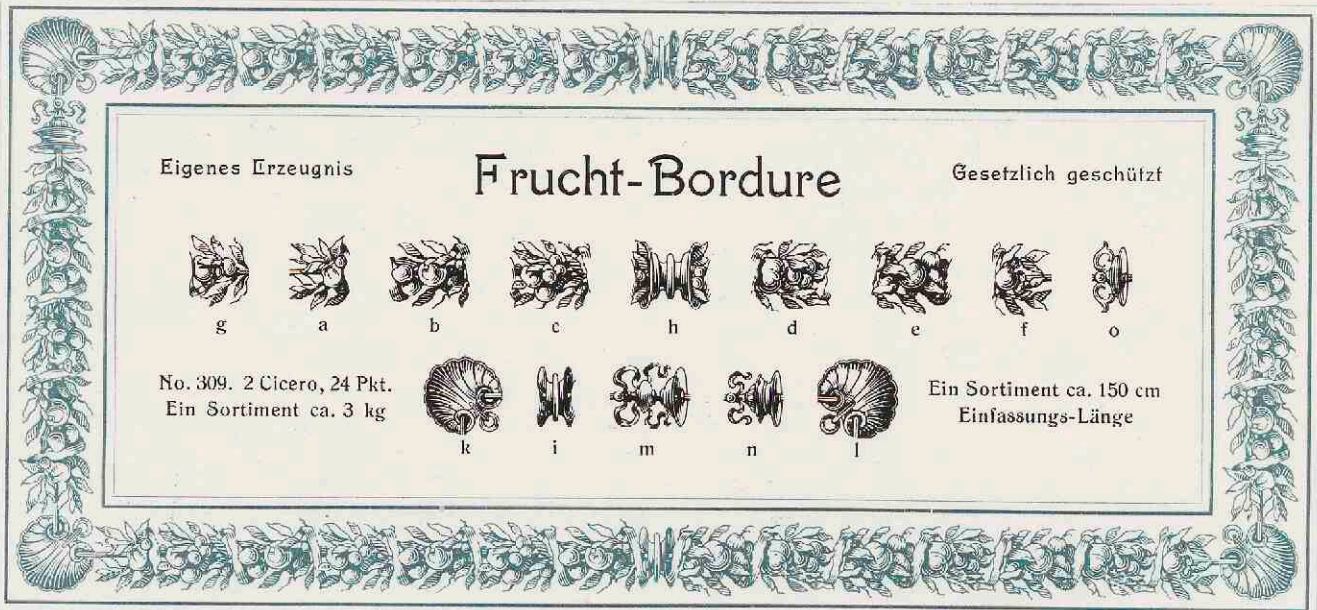 Eigenes Erzeugnis
Frucht-Bordure
Gesetzlich geschützt
g a b c h d e f o
No. 309. 2 Cicero, 24 Pkt.
Ein Sortiment ca. 3 kg
k i m n l
Ein Sortiment ca. 150 cm
Einfassungs-Länge